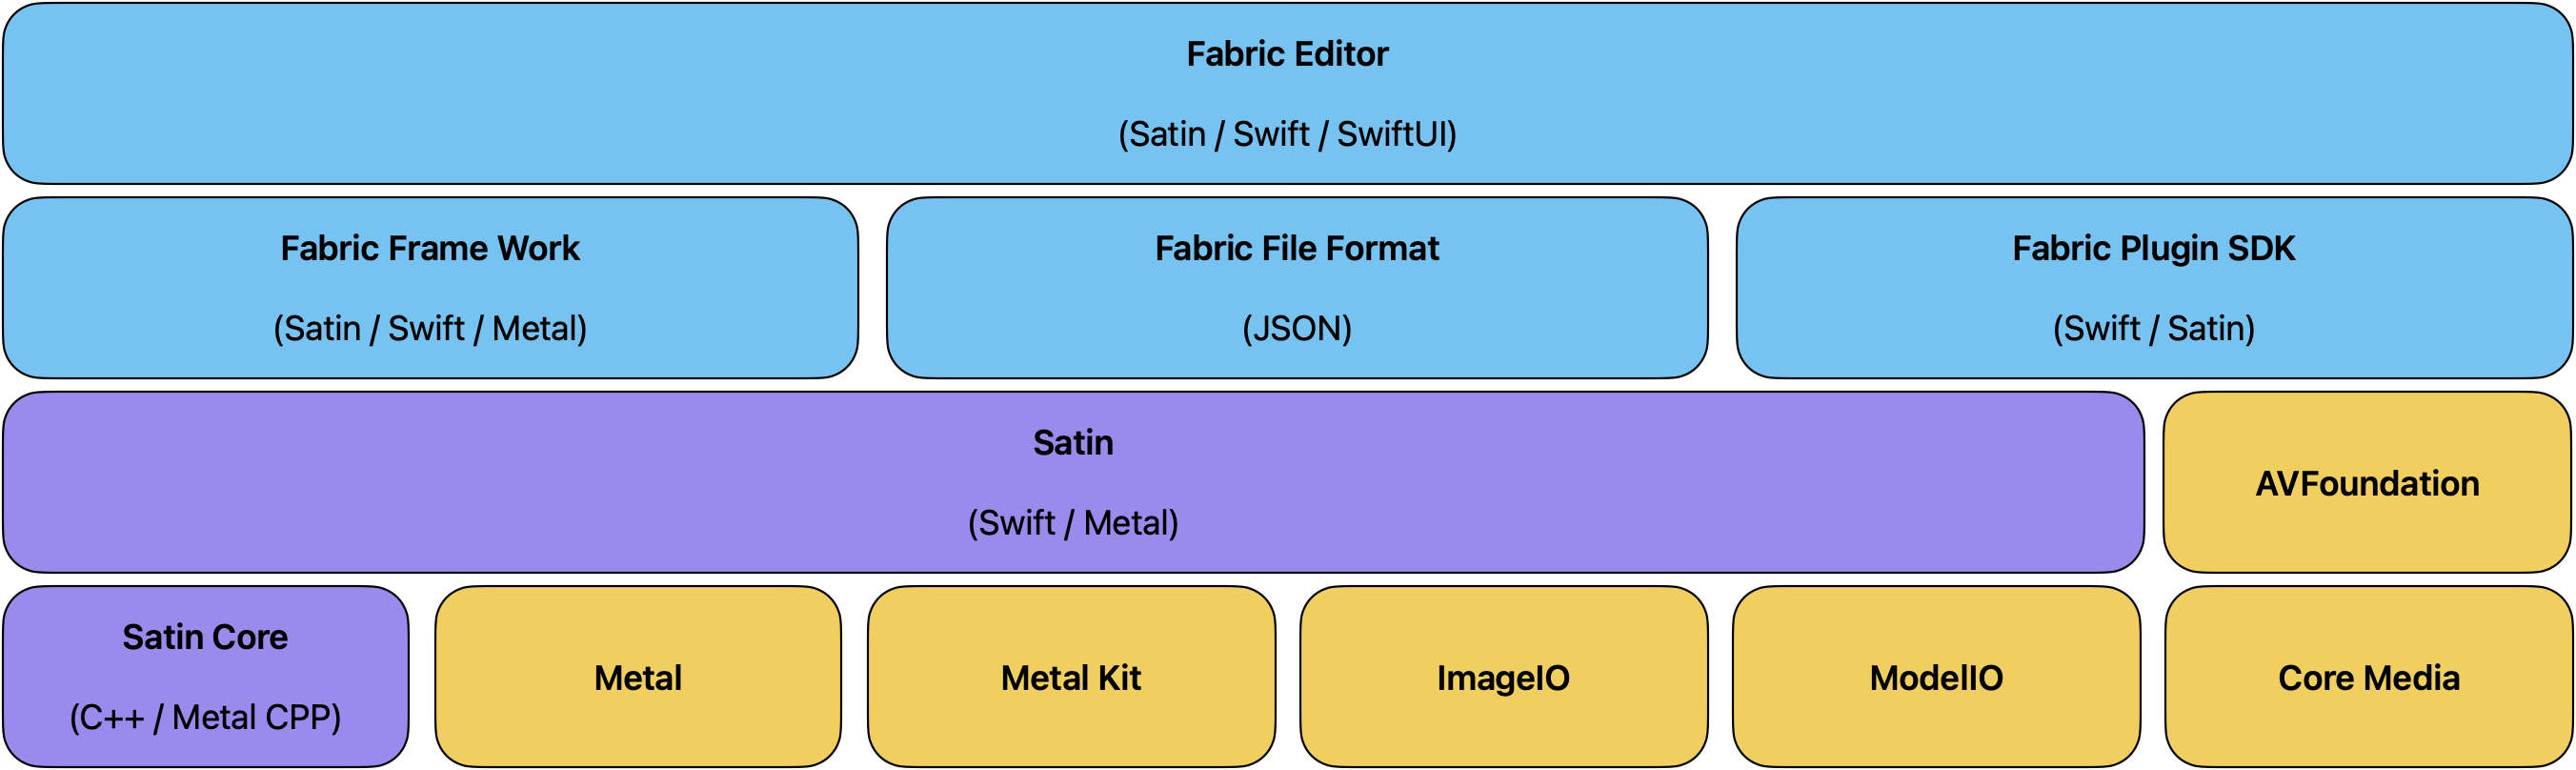 Fabric Editor
(Satin / Swift / SwiftUI)
Fabric Frame Work
(Satin / Swift / Metal)
Fabric File Format
(JSON)
Fabric Plugin SDK
(Swift / Satin)
Satin
(Swift / Metal)
AVFoundation
Satin Core
(C++ / Metal CPP)
Metal
Metal Kit
ImageIO
ModelIO
Core Media